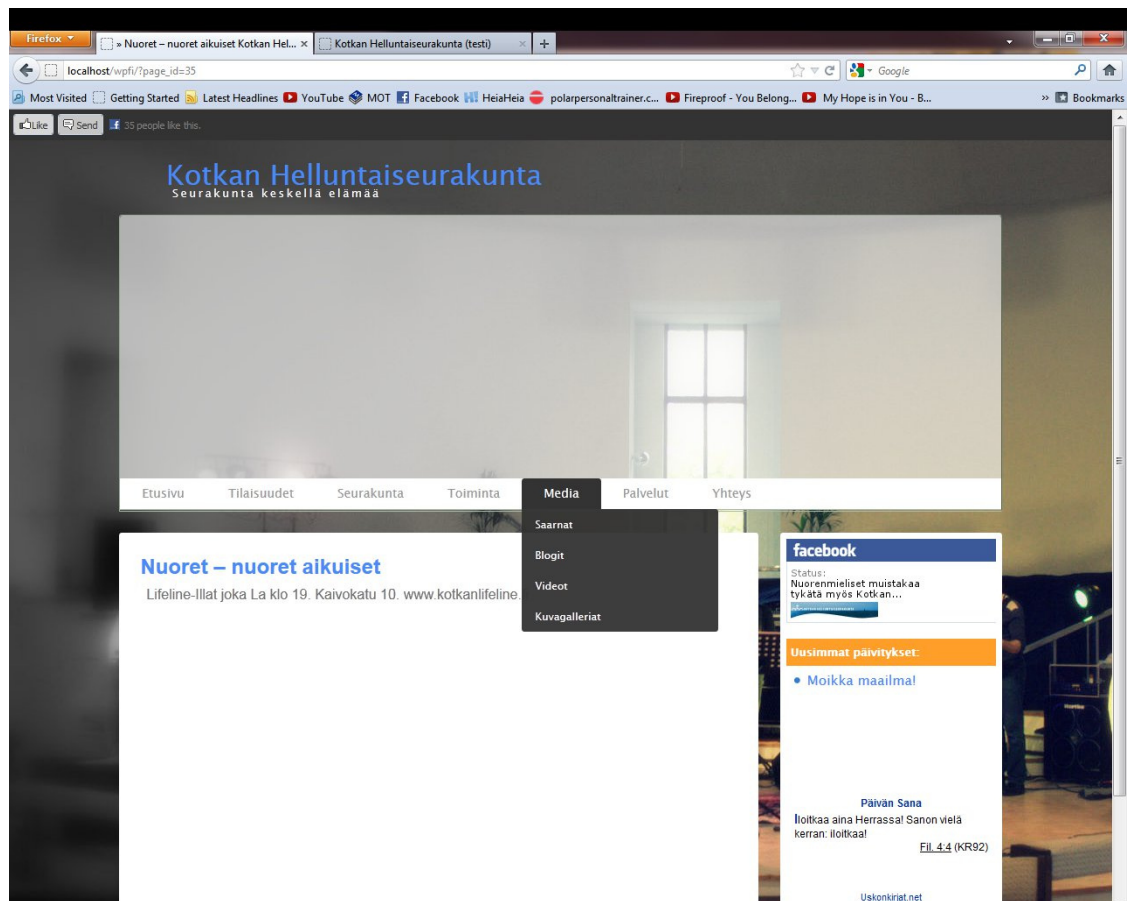 Firefox
» Nuoret – nuoret aikuiset Kotkan Hel... Kotkan Helluntaiseurakunta (testi)
localhost/wpfi/?page_id=35 Google
Most Visited Getting Started Latest Headlines YouTube MOT Facebook HeiaHeia polarpersonaltrainer.c... Fireproof - You Belong... My Hope is in You - B... » Bookmarks
Like Send 35 people like this.
Kotkan Helluntaiseurakunta
Seurakunta keskellä elämää
Etusivu Tilaisuudet Seurakunta Toiminta Media Palvelut Yhteys
Saarnat
Blogit
Videot
Kuvagalleriat
Nuoret – nuoret aikuiset
Lifeline-Illat joka La klo 19. Kaivokatu 10. www.kotkanlifeline.
facebook
Status:
Nuorenmieliset muistakaa
tykätä myös Kotkan...
Uusimmat päivitykset:
• Moikka maailma!
Päivän Sana
Iloitkaa aina Herrassa! Sanon vielä
kerran: iloitkaa!
Fil. 4:4 (KR92)
Uskonkirjat.net